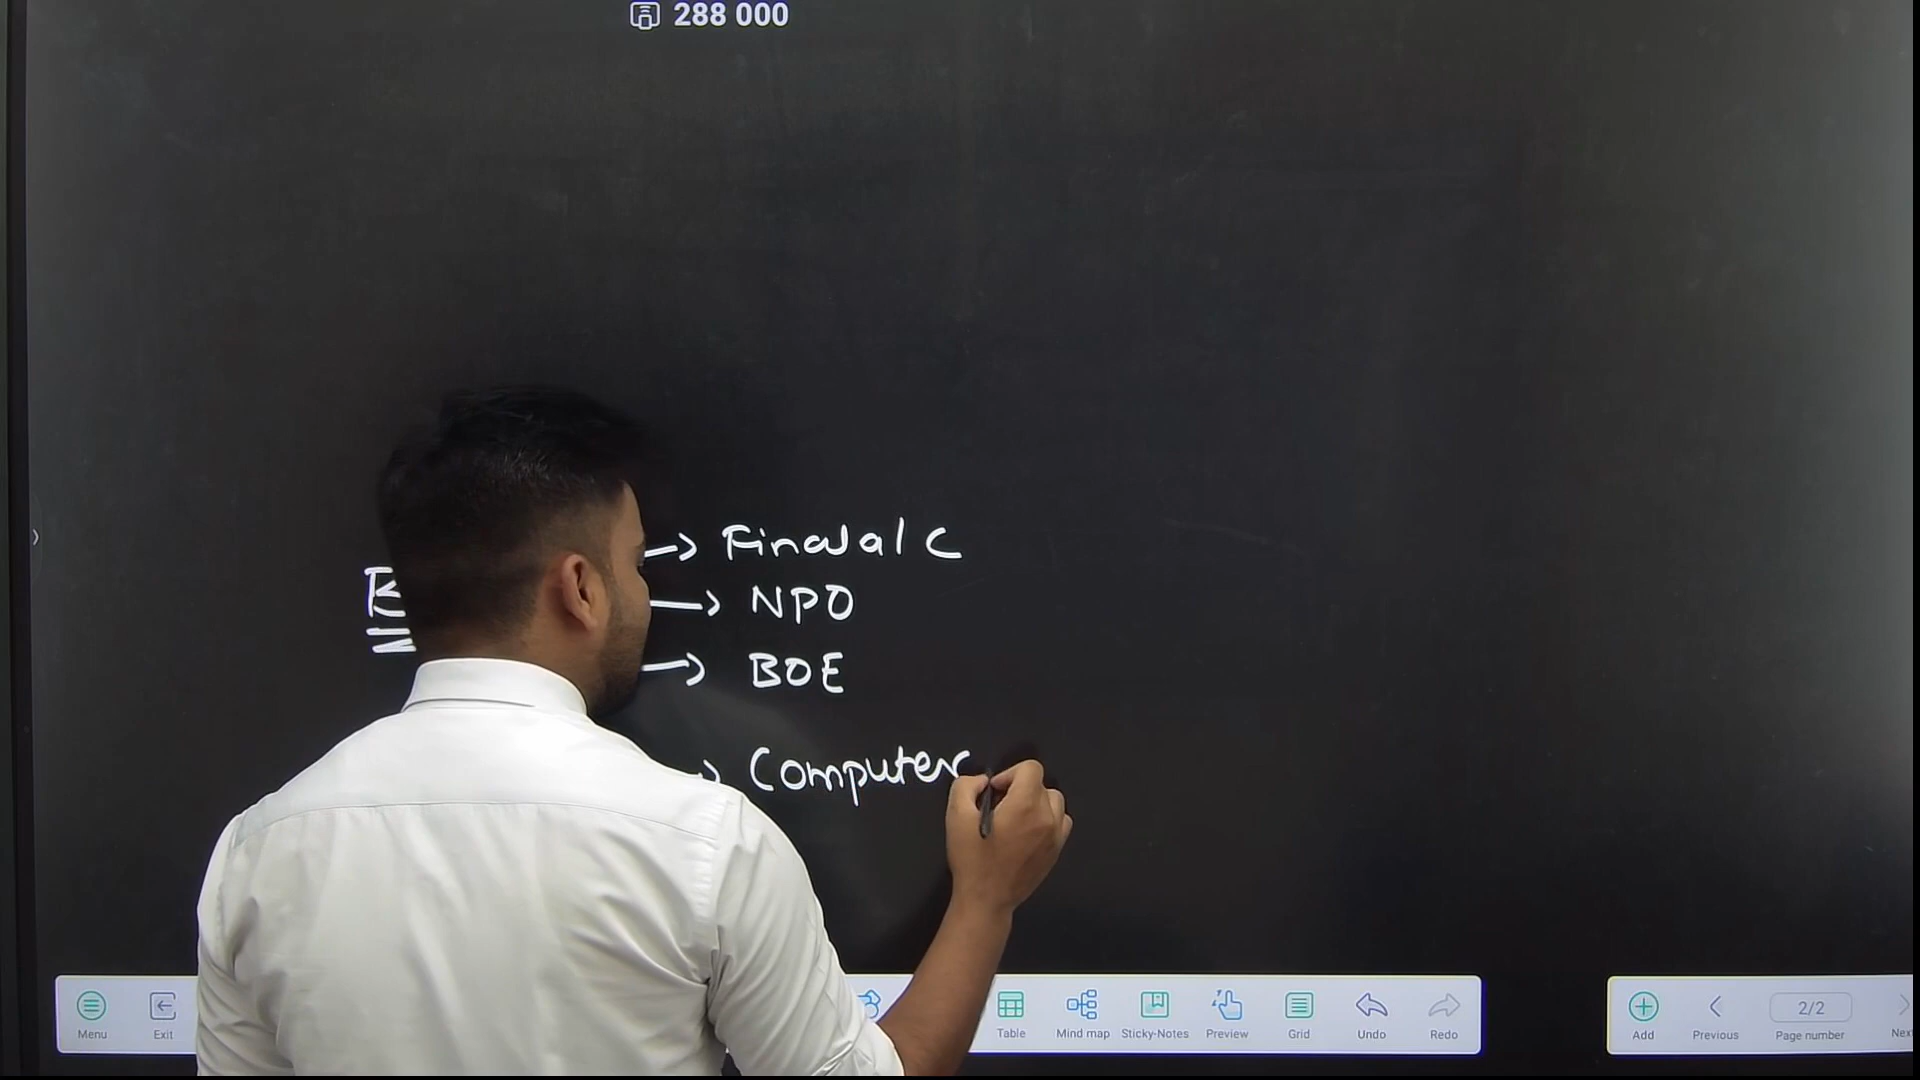 288 000
→ Final a/c
→ NPO
→ BOE
→ Computer
Menu
Exit
Table
Mind map
Sticky-Notes
Preview
Grid
Undo
Redo
Add
Previous
2/2
Page number